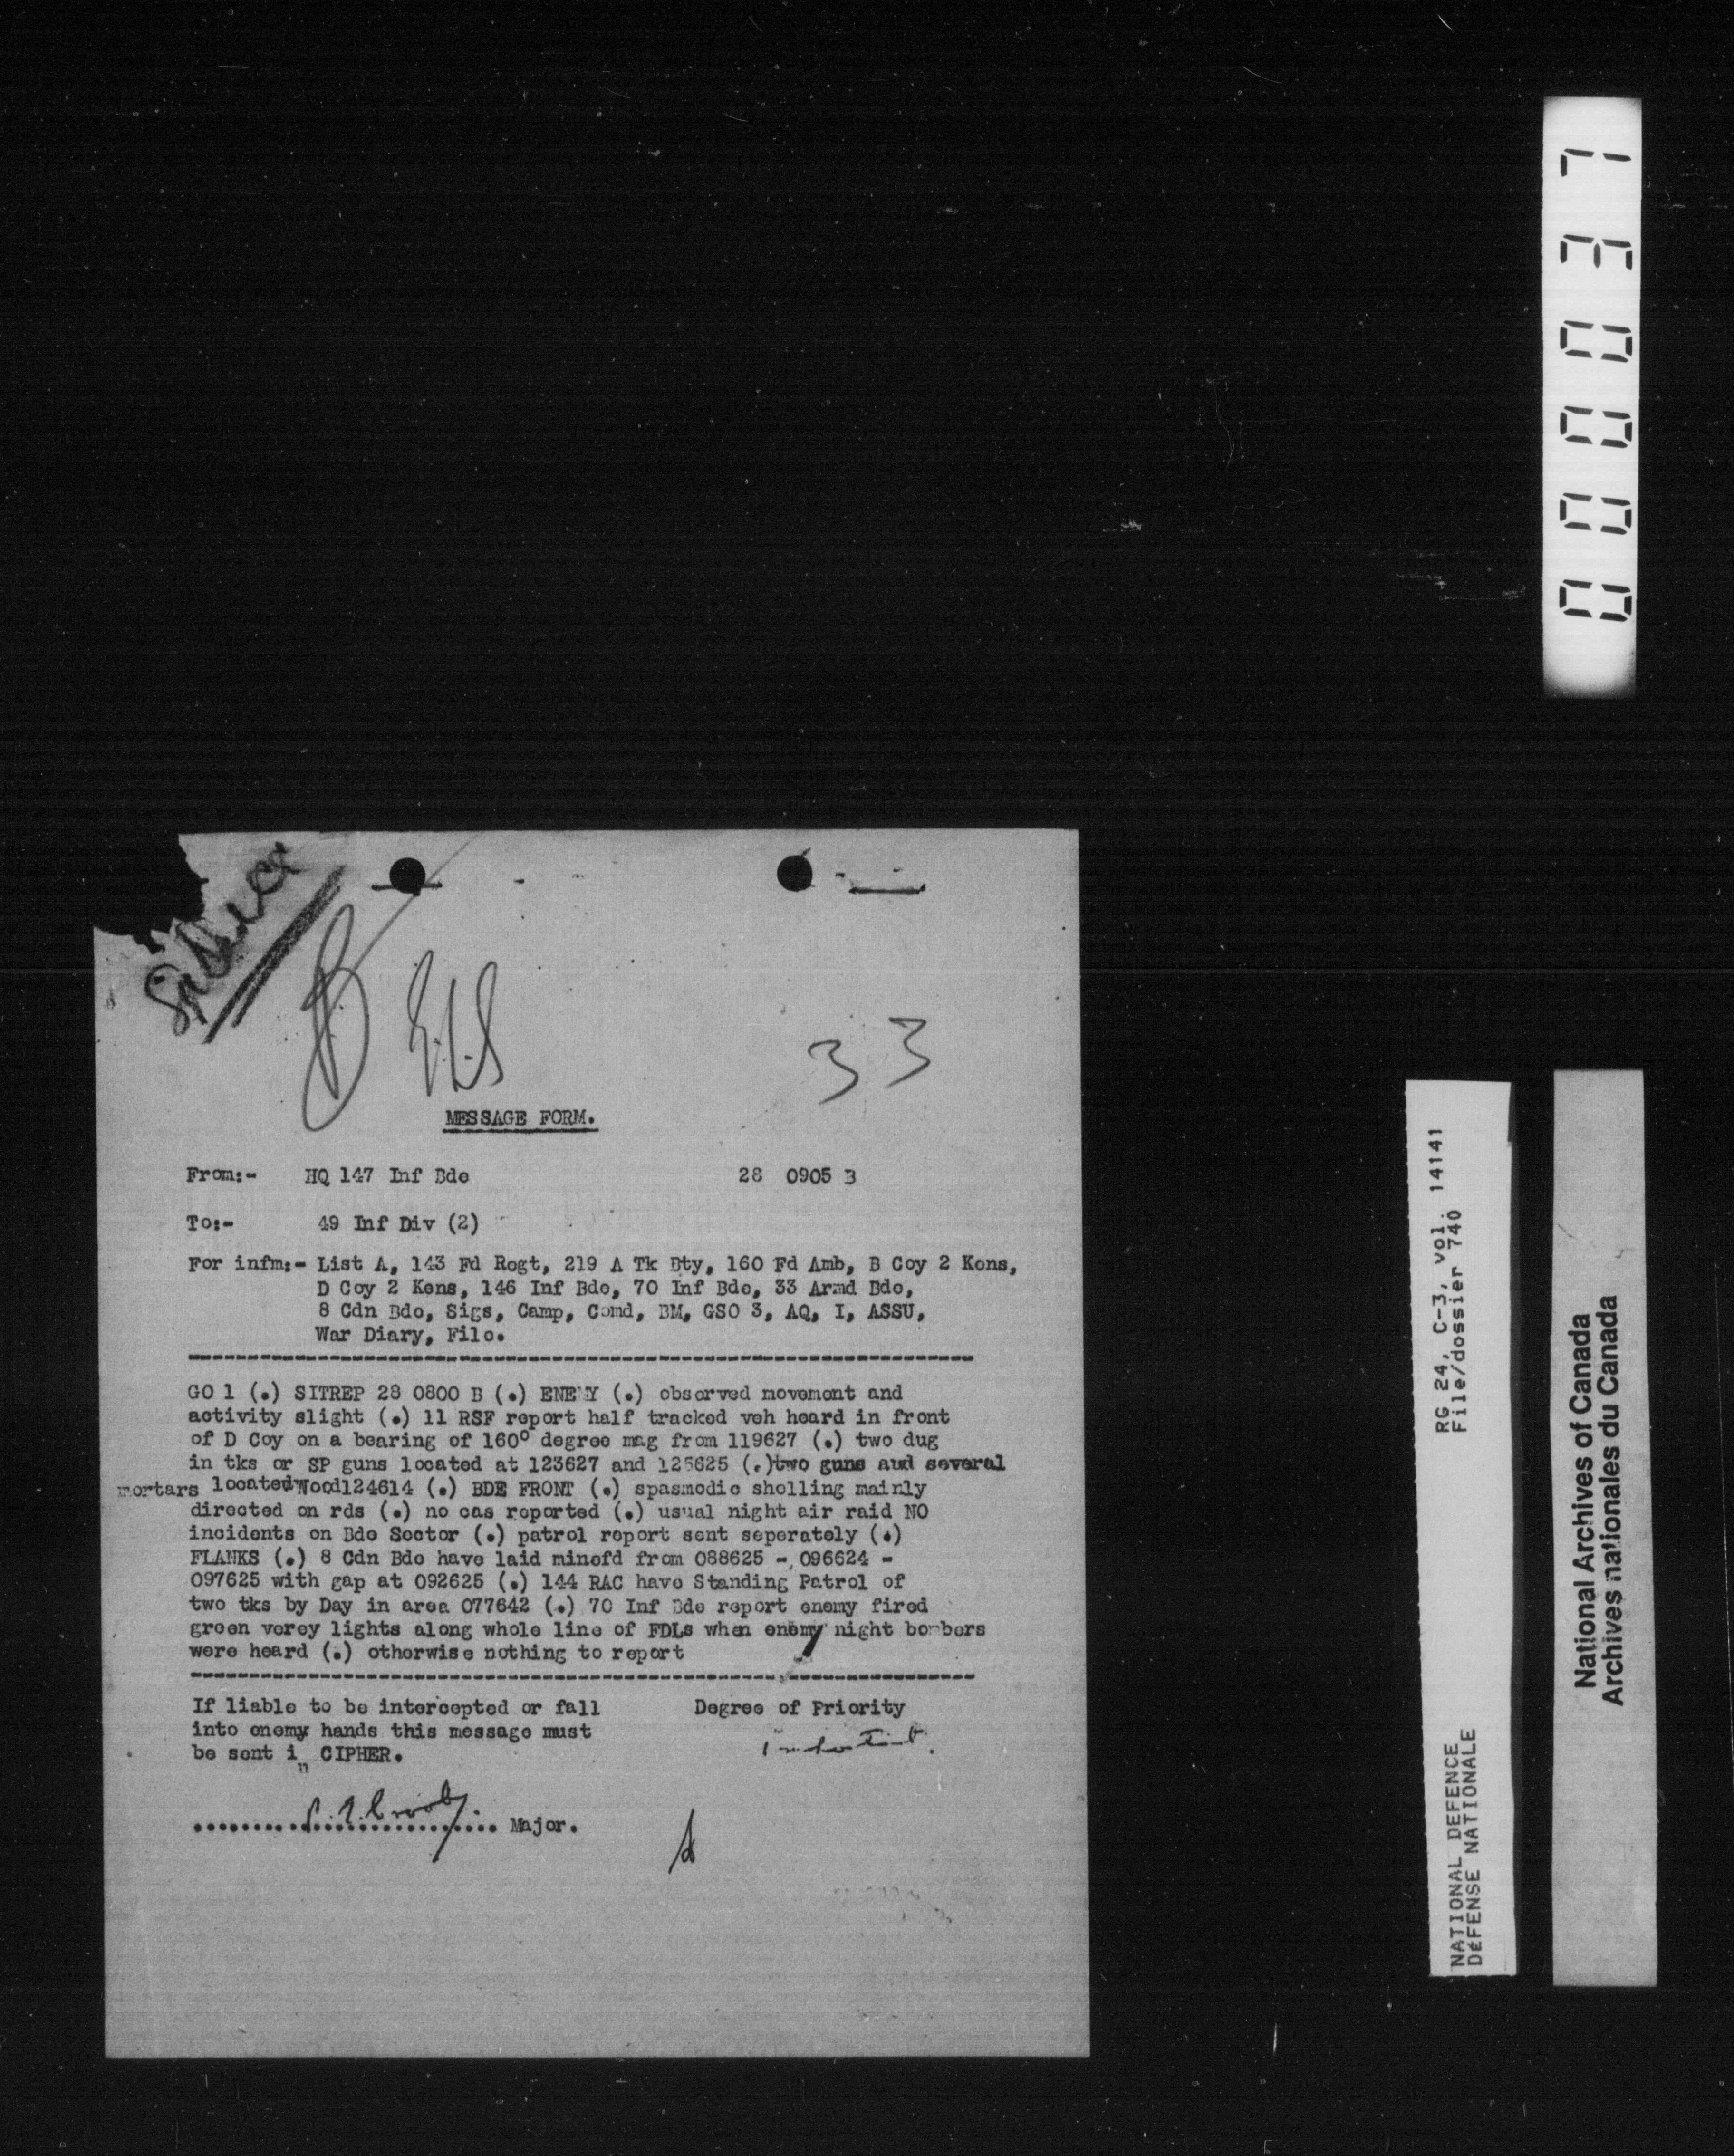 33
MESSAGE FORM.
From:- HQ 147 Inf Bde 28 0905 B
To:- 49 Inf Div (2)
For infm:- List A, 143 Fd Regt, 219 A Tk Bty, 160 Fd Amb, B Coy 2 Kens,
D Coy 2 Kens, 146 Inf Bde, 70 Inf Bde, 33 Armd Bde,
8 Cdn Bde, Sigs, Camp, Comd, BM, GSO 3, AQ, I, ASSU,
War Diary, File.
GO 1 (.) SITREP 28 0800 B (.) ENEMY (.) observed movement and
activity slight (.) 11 RSF report half tracked veh heard in front
of D Coy on a bearing of 160° degree mag from 119627 (.) two dug
in tks or SP guns located at 123627 and 125625 (.)two guns and several
mortars located Wood124614 (.) BDE FRONT (.) spasmodic shelling mainly
directed on rds (.) no cas reported (.) usual night air raid NO
incidents on Bde Sector (.) patrol report sent seperately (.)
FLANKS (.) 8 Cdn Bde have laid minefd from 088625 - 096624 -
097625 with gap at 092625 (.) 144 RAC have Standing Patrol of
two tks by Day in area 077642 (.) 70 Inf Bde report enemy fired
green verey lights along whole line of FDLs when enemy night bombers
were heard (.) otherwise nothing to report
If liable to be intercepted or fall
into enemy hands this message must
be sent in CIPHER.
Degree of Priority
Important.
Major.
000037
RG 24, C-3, vol. 14141
File/dossier 740
NATIONAL DEFENCE
DÉFENSE NATIONALE
National Archives of Canada
Archives nationales du Canada